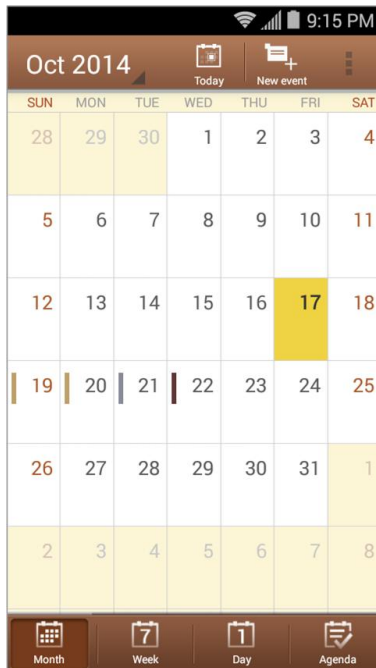 9:15 PM
Oct 2014
Today
New event
SUN MON TUE WED THU FRI SAT
28 29 30 1 2 3 4
5 6 7 8 9 10 11
12 13 14 15 16 17 18
19 20 21 22 23 24 25
26 27 28 29 30 31 1
2 3 4 5 6 7 8
7 1
Month Week Day Agenda